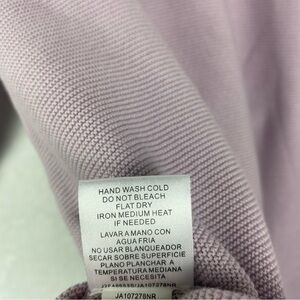 HAND WASH COLD
DO NOT BLEACH
FLAT DRY
IRON MEDIUM HEAT
IF NEEDED
LAVAR A MANO CON
AGUA FRIA
NO USAR BLANQUEADOR
SECAR SOBRE SUPERFICIE
PLANO PLANCHAR A
TEMPERATURA MEDIANA
SI SE NECESITA
JA107278NR